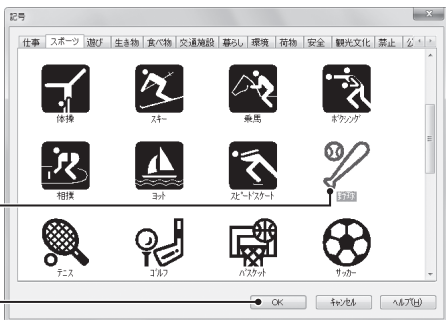 記号
仕事 スポーツ 遊び 生き物 食べ物 交通施設 暮らし 環境 荷物 安全 観光文化 禁止
体操 スキー 乗馬 ボクシング
相撲 ヨット スピードスケート
テニス ゴルフ バスケット サッカー
OK キャンセル ヘルプ(H)